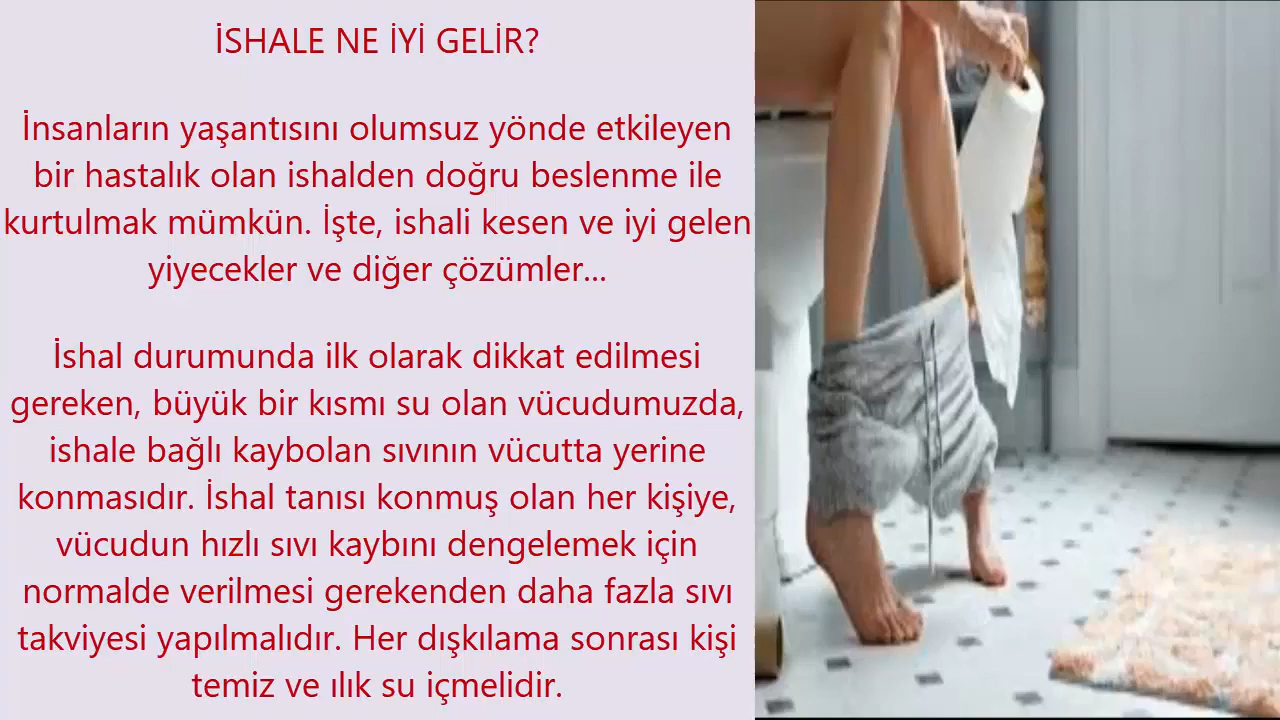 İSHALE NE İYİ GELİR?
İnsanların yaşantısını olumsuz yönde etkileyen
bir hastalık olan ishalden doğru beslenme ile
kurtulmak mümkün. İşte, ishali kesen ve iyi gelen
yiyecekler ve diğer çözümler...
İshal durumunda ilk olarak dikkat edilmesi
gereken, büyük bir kısmı su olan vücudumuzda,
ishale bağlı kaybolan sıvının vücutta yerine
konmasıdır. İshal tanısı konmuş olan her kişiye,
vücudun hızlı sıvı kaybını dengelemek için
normalde verilmesi gerekenden daha fazla sıvı
takviyesi yapılmalıdır. Her dışkılama sonrası kişi
temiz ve ılık su içmelidir.